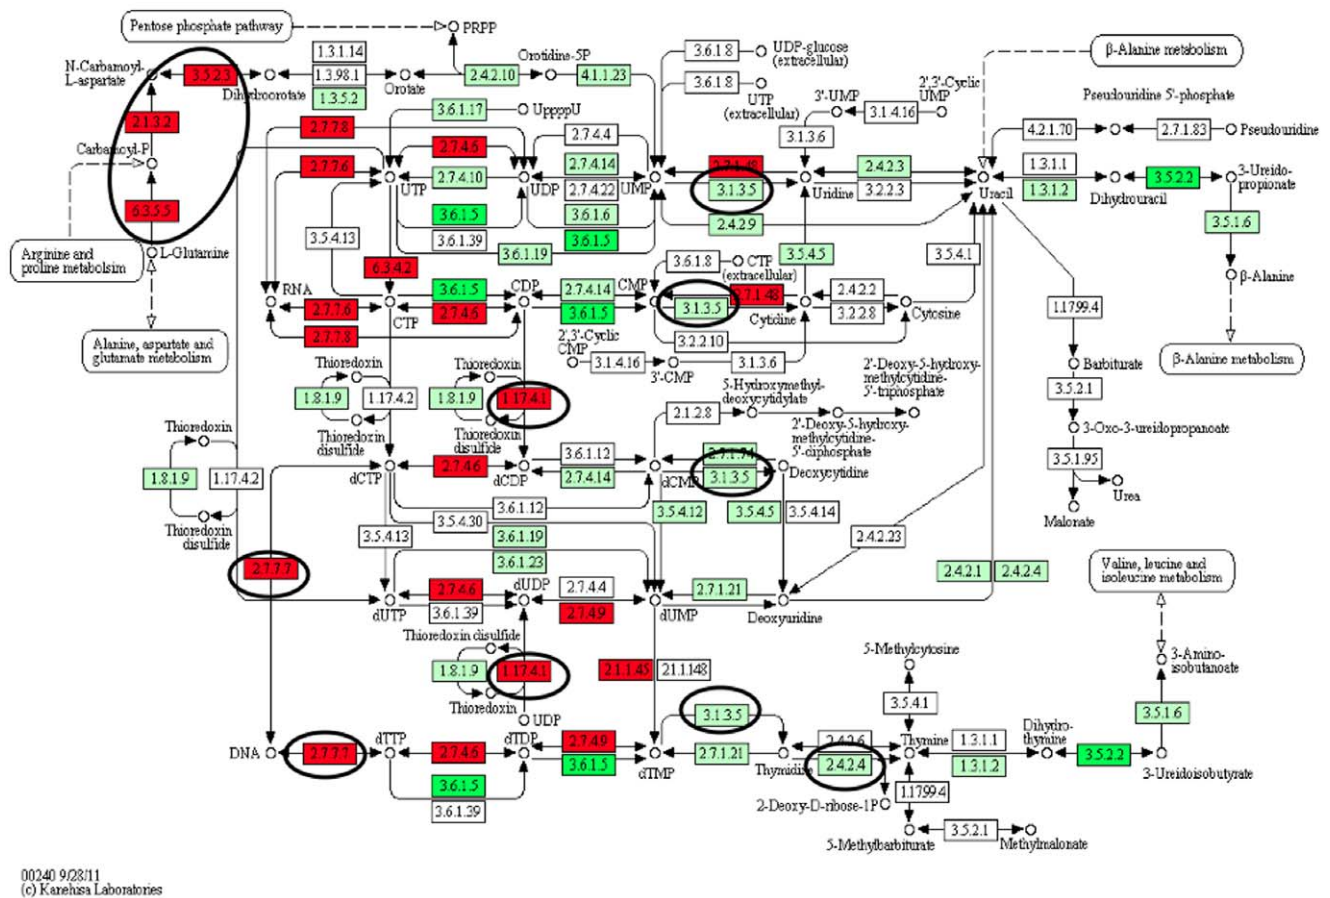 Pentose phosphate pathway
PRPP
1.3.1.14
Orotidine-5P
3.6.1.8
UDP-glucose
(extracellular)
β-Alanine metabolism
N-Carbamoyl-
L-aspartate
3.5.2.3
1.3.98.1
1.3.5.2
Dihydroorotate
Orotate
2.4.2.10
4.1.1.23
3.6.1.8
UTP
(extracellular)
3'-UMP
3.1.4.16
2',3'-Cyclic
UMP
Pseudouridine 5'-phosphate
2.1.3.2
2.7.7.8
3.6.1.17
UppppU
2.7.4.4
3.1.3.6
4.2.1.70
2.7.1.83
Pseudouridine
Carbamoyl-P
2.7.7.6
2.7.4.6
2.7.4.14
2.7.1.48
2.4.2.3
1.3.1.1
UTP
2.7.4.10
UDP
2.7.4.22
UMP
3.1.3.5
Uridine
3.2.2.3
Uracil
1.3.1.2
Dihydrouracil
3.5.2.2
3-Ureido-
propionate
6.3.5.5
3.6.1.5
3.6.1.6
2.4.2.9
3.5.1.6
Arginine and
proline metabolsim
L-Glutamine
3.5.4.13
3.6.1.39
3.6.1.19
3.6.1.5
3.5.4.5
3.5.4.1
6.3.4.2
3.6.1.8
CTP
(extracellular)
β-Alanine
RNA
3.6.1.5
CDP
2.7.4.14
CMP
2.7.1.48
2.4.2.2
1.17.99.4
2.7.7.6
CTP
2.7.4.6
3.6.1.5
3.1.3.5
Cytidine
3.2.2.8
Cytosine
2.7.7.8
2',3'-Cyclic
CMP
3.2.2.10
Alanine, aspartate and
glutamate metabolism
3.1.4.16
3'-CMP
3.1.3.6
β-Alanine metabolism
Barbiturate
Thioredoxin
Thioredoxin
5-Hydroxymethyl-
deoxycytidylate
2'-Deoxy-5-hydroxy-
methylcytidine-
5'-triphosphate
3.5.2.1
1.8.1.9
1.17.4.2
1.8.1.9
1.17.4.1
2.1.2.8
2'-Deoxy-5-hydroxy-
methylcytidine-
5'-diphosphate
3-Oxo-3-ureidopropanoate
Thioredoxin
Thioredoxin
disulfide
Thioredoxin
disulfide
3.6.1.12
2.7.1.74
3.5.1.95
1.8.1.9
1.17.4.2
dCTP
2.7.4.6
dCDP
2.7.4.14
dCMP
3.1.3.5
Deoxycytidine
Urea
Malonate
Thioredoxin
disulfide
3.6.1.12
3.5.4.30
3.5.4.12
3.5.4.5
3.5.4.14
3.5.4.13
3.6.1.19
3.6.1.23
2.4.2.23
2.7.7.7
2.7.4.6
dUDP
2.7.4.4
2.7.1.21
2.4.2.1
2.4.2.4
Valine, leucine and
isoleucine metabolism
dUTP
3.6.1.39
2.7.4.9
dUMP
Deoxyuridine
Thioredoxin disulfide
5-Methylcytosine
3-Amino-
isobutanoate
1.8.1.9
1.17.4.1
2.1.1.45
2.1.1.148
Thioredoxin
UDP
3.1.3.5
3.5.4.1
3.5.1.6
DNA
2.7.7.7
dTTP
2.7.4.6
dTDP
2.7.4.9
dTMP
2.7.1.21
Thymidine
2.4.2.6
2.4.2.4
Thymine
1.3.1.1
1.3.1.2
Dihydro-
thymine
3.5.2.2
3-Ureidoisobutyrate
3.6.1.5
3.6.1.5
3.6.1.39
2-Deoxy-D-ribose-1P
1.17.99.4
5-Methylbarbiturate
3.5.2.1
Methylmalonate
00240 9/28/11
(c) Kanehisa Laboratories